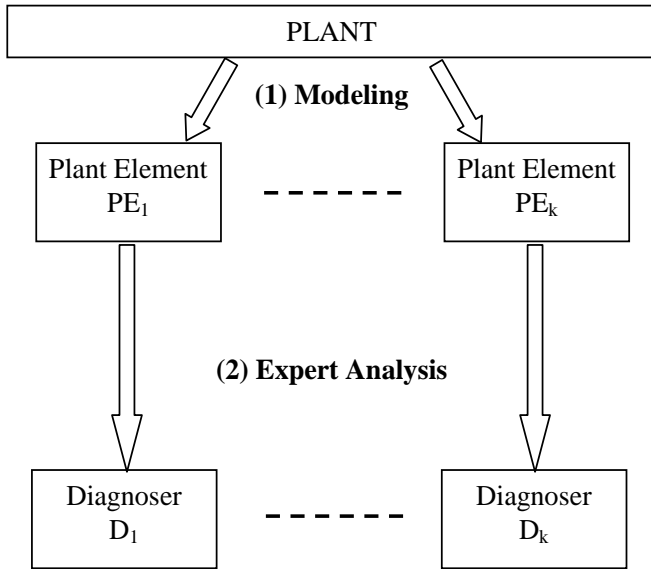 PLANT
(1) Modeling
Plant Element
PE₁
Plant Element
PEₖ
(2) Expert Analysis
Diagnoser
D₁
Diagnoser
Dₖ